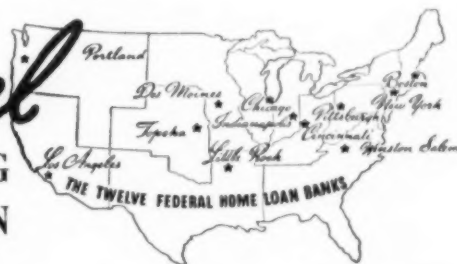 Portland
Des Moines
Chicago
Boston
New York
Indianapolis
Pittsburgh
Topeka
Cincinnati
Los Angeles
Little Rock
Winston Salem
THE TWELVE FEDERAL HOME LOAN BANKS
G
N